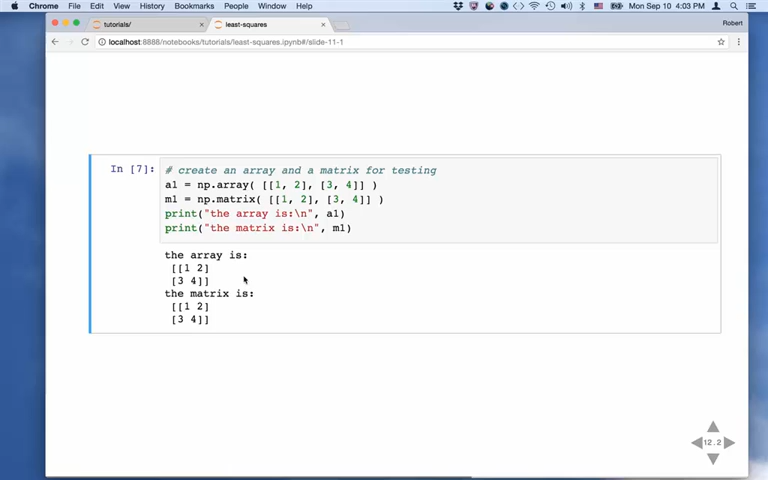 Chrome File Edit View History Bookmarks People Window Help Mon Sep 10 4:03 PM
tutorials/ least-squares Robert
localhost:8888/notebooks/tutorials/least-squares.ipynb#/slide-11-1
In [7]: # create an array and a matrix for testing
a1 = np.array( [[1, 2], [3, 4]] )
m1 = np.matrix( [[1, 2], [3, 4]] )
print("the array is:\n", a1)
print("the matrix is:\n", m1)
the array is:
[[1 2]
[3 4]]
the matrix is:
[[1 2]
[3 4]]
12.2